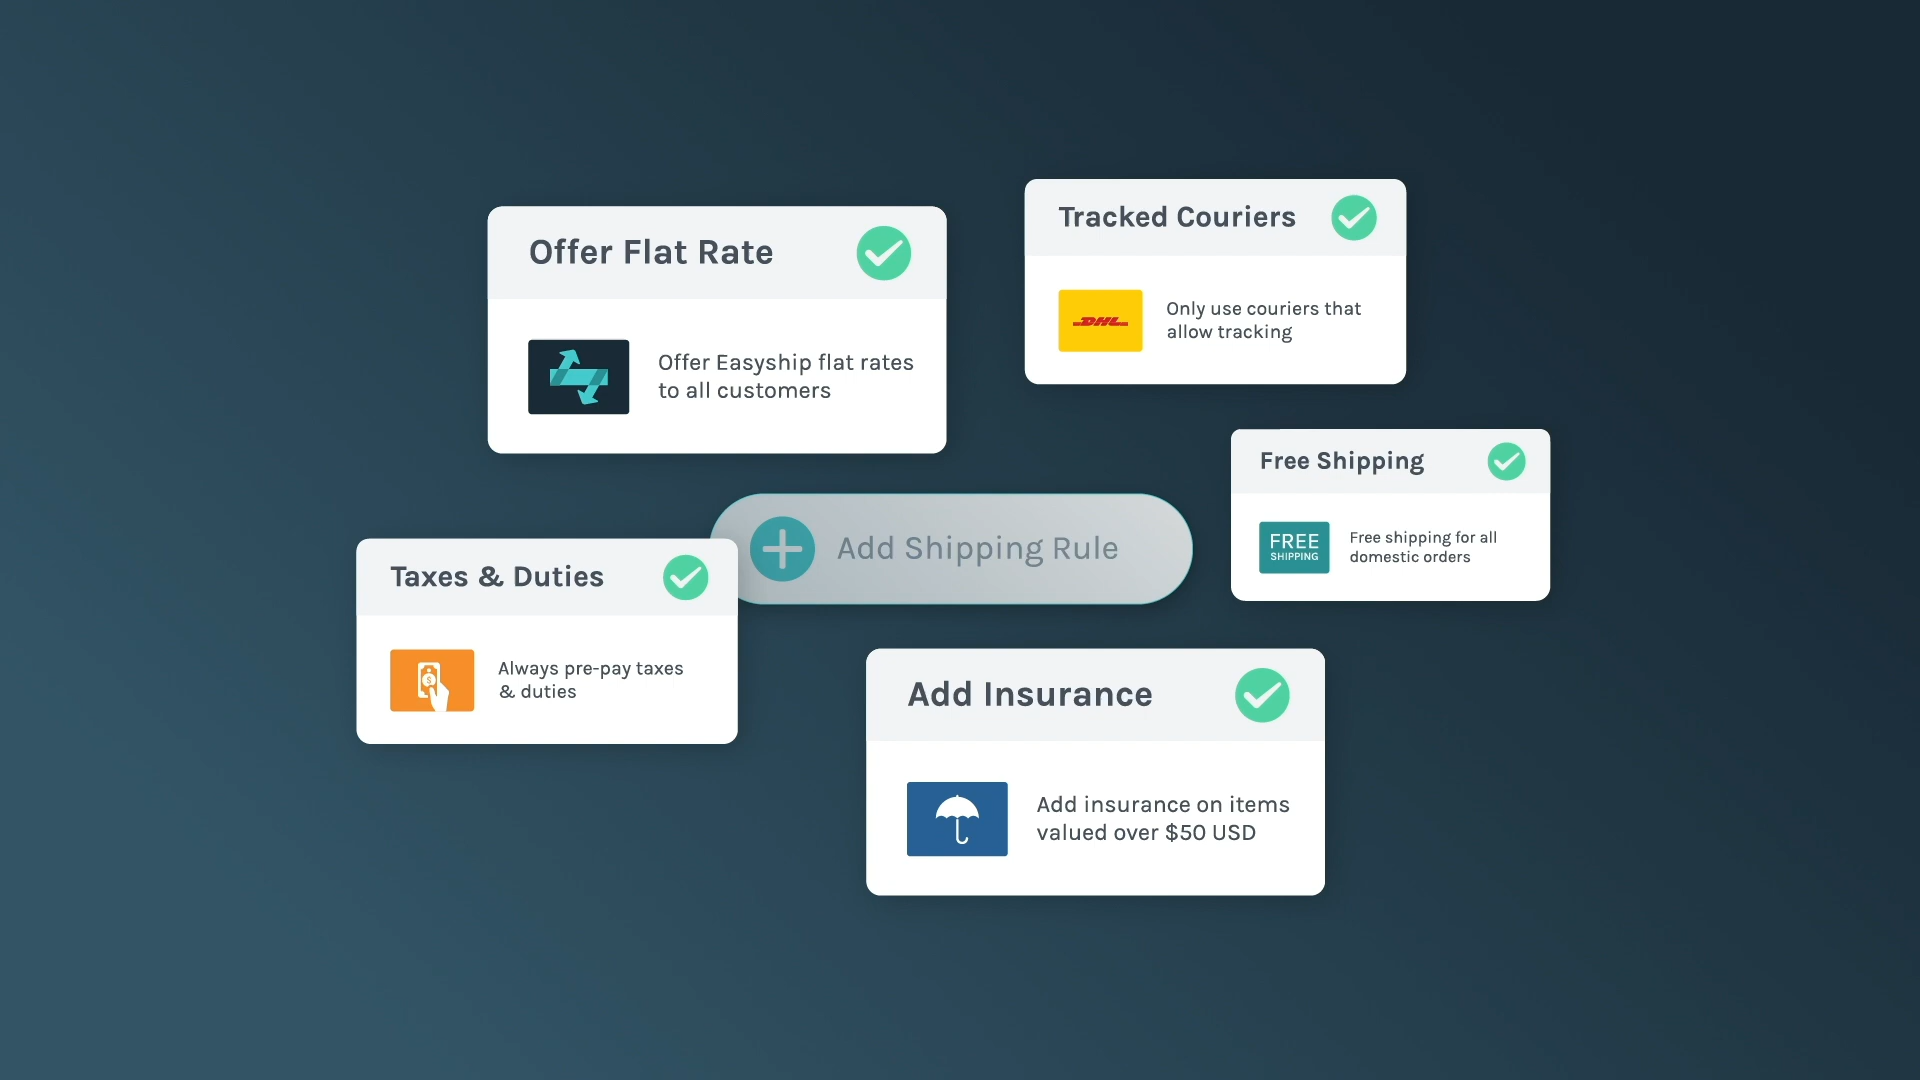 Offer Flat Rate
Offer Easyship flat rates
to all customers
Tracked Couriers
DHL
Only use couriers that
allow tracking
Free Shipping
FREE
SHIPPING
Free shipping for all
domestic orders
Add Shipping Rule
Taxes & Duties
$
Always pre-pay taxes
& duties
Add Insurance
Add insurance on items
valued over $50 USD